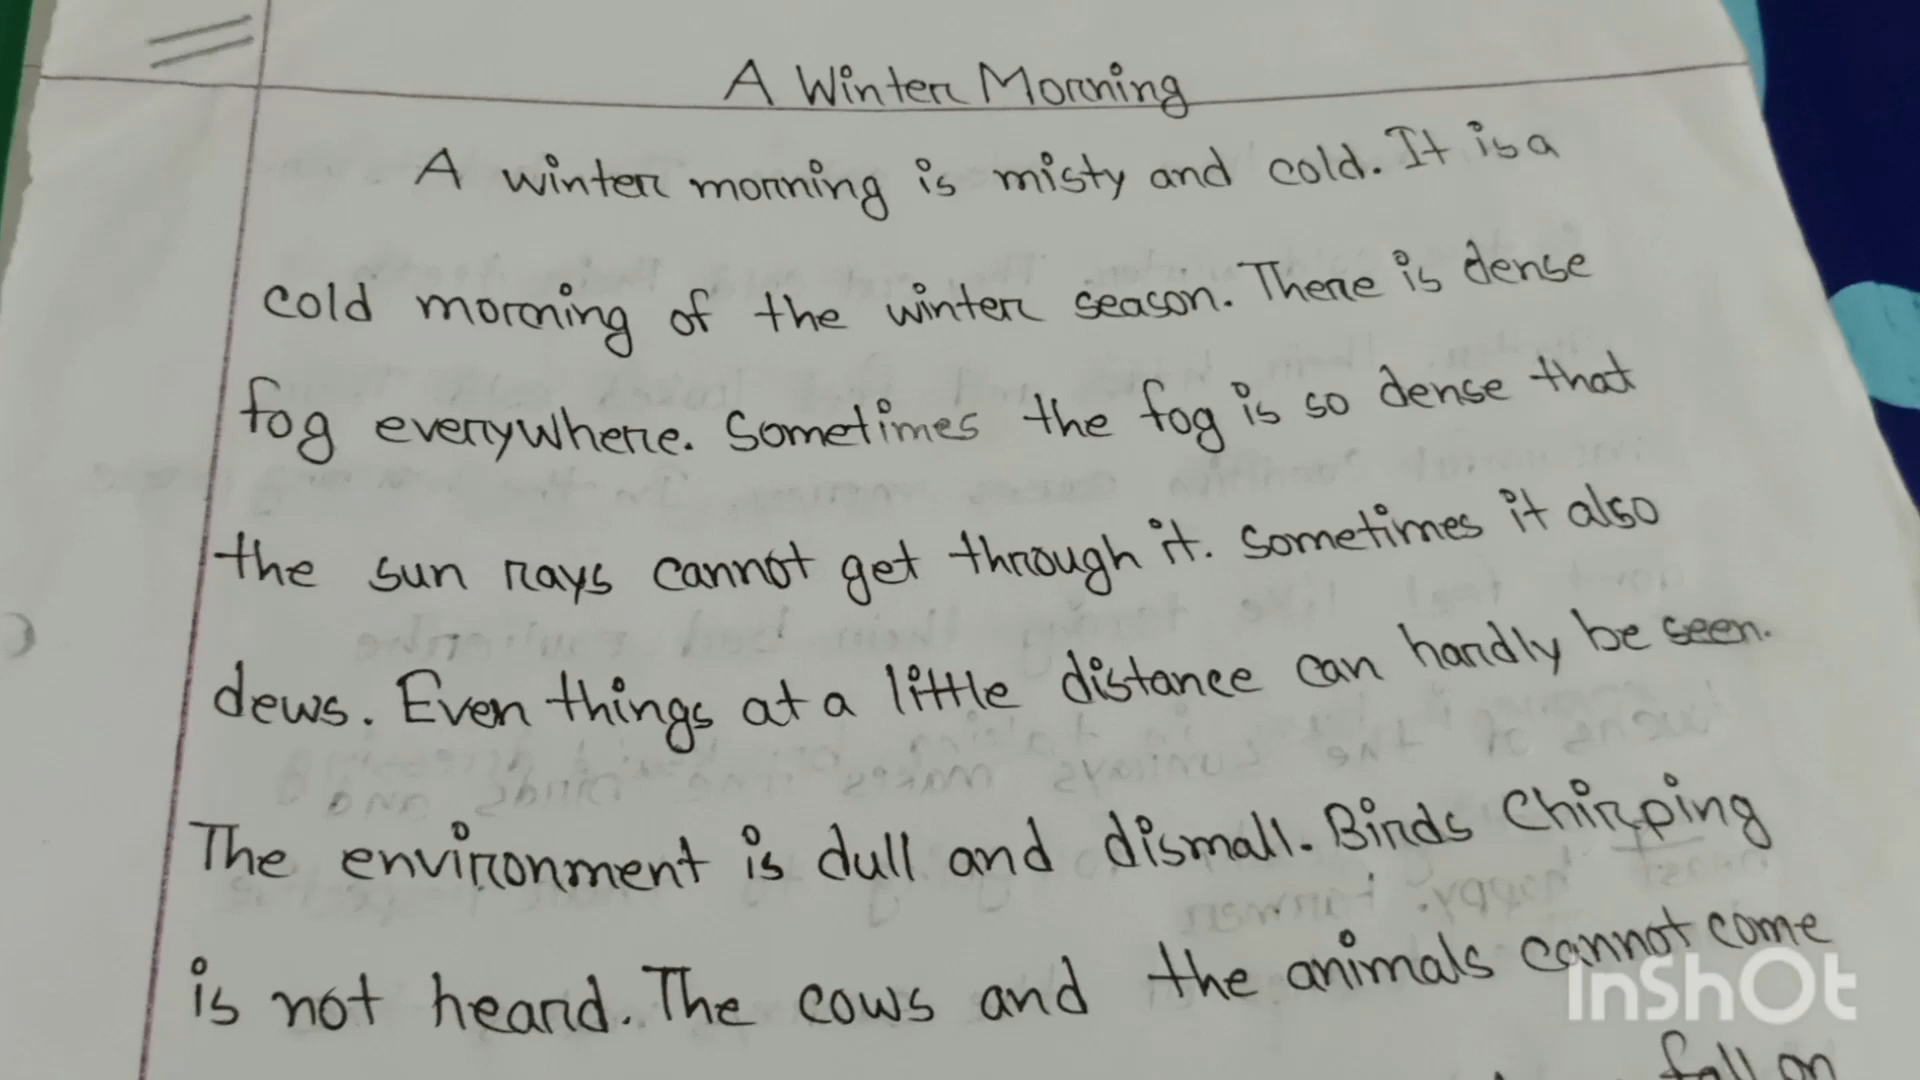 A Winter Morning
A winter morning is misty and cold. It is a
cold morning of the winter season. There is dense
fog everywhere. Sometimes the fog is so dense that
the sun rays cannot get through it. Sometimes it also
dews. Even things at a little distance can hardly be seen.
The environment is dull and dismall. Birds Chirping
is not heard. The cows and the animals cannot come
fall on
InShOt